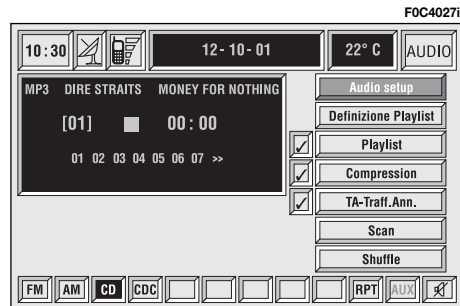 F0C4027i
10:30 12-10-01 22° C AUDIO
MP3 DIRE STRAITS MONEY FOR NOTHING
[01] 00:00
01 02 03 04 05 06 07 >>
Audio setup
Definizione Playlist
Playlist
Compression
TA-Traff.Ann.
Scan
Shuffle
FM AM CD CDC RPT AUX